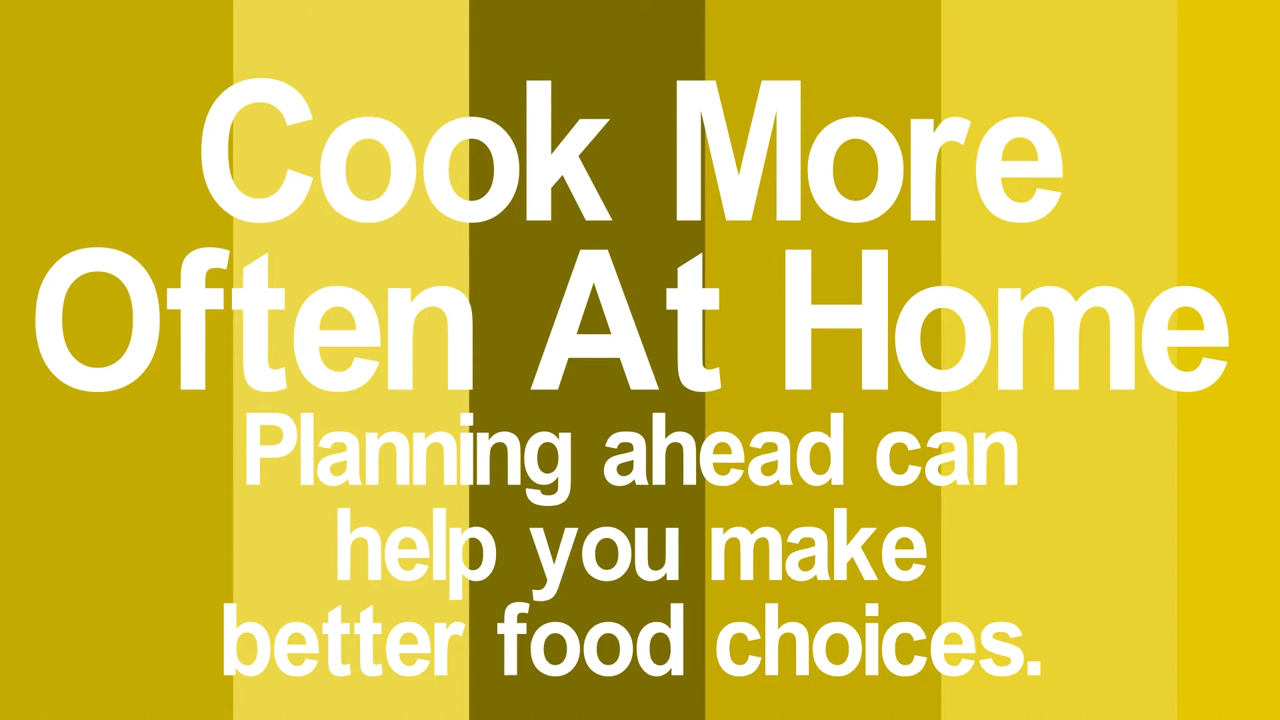 Cook More
Often At Home
Planning ahead can
help you make
better food choices.